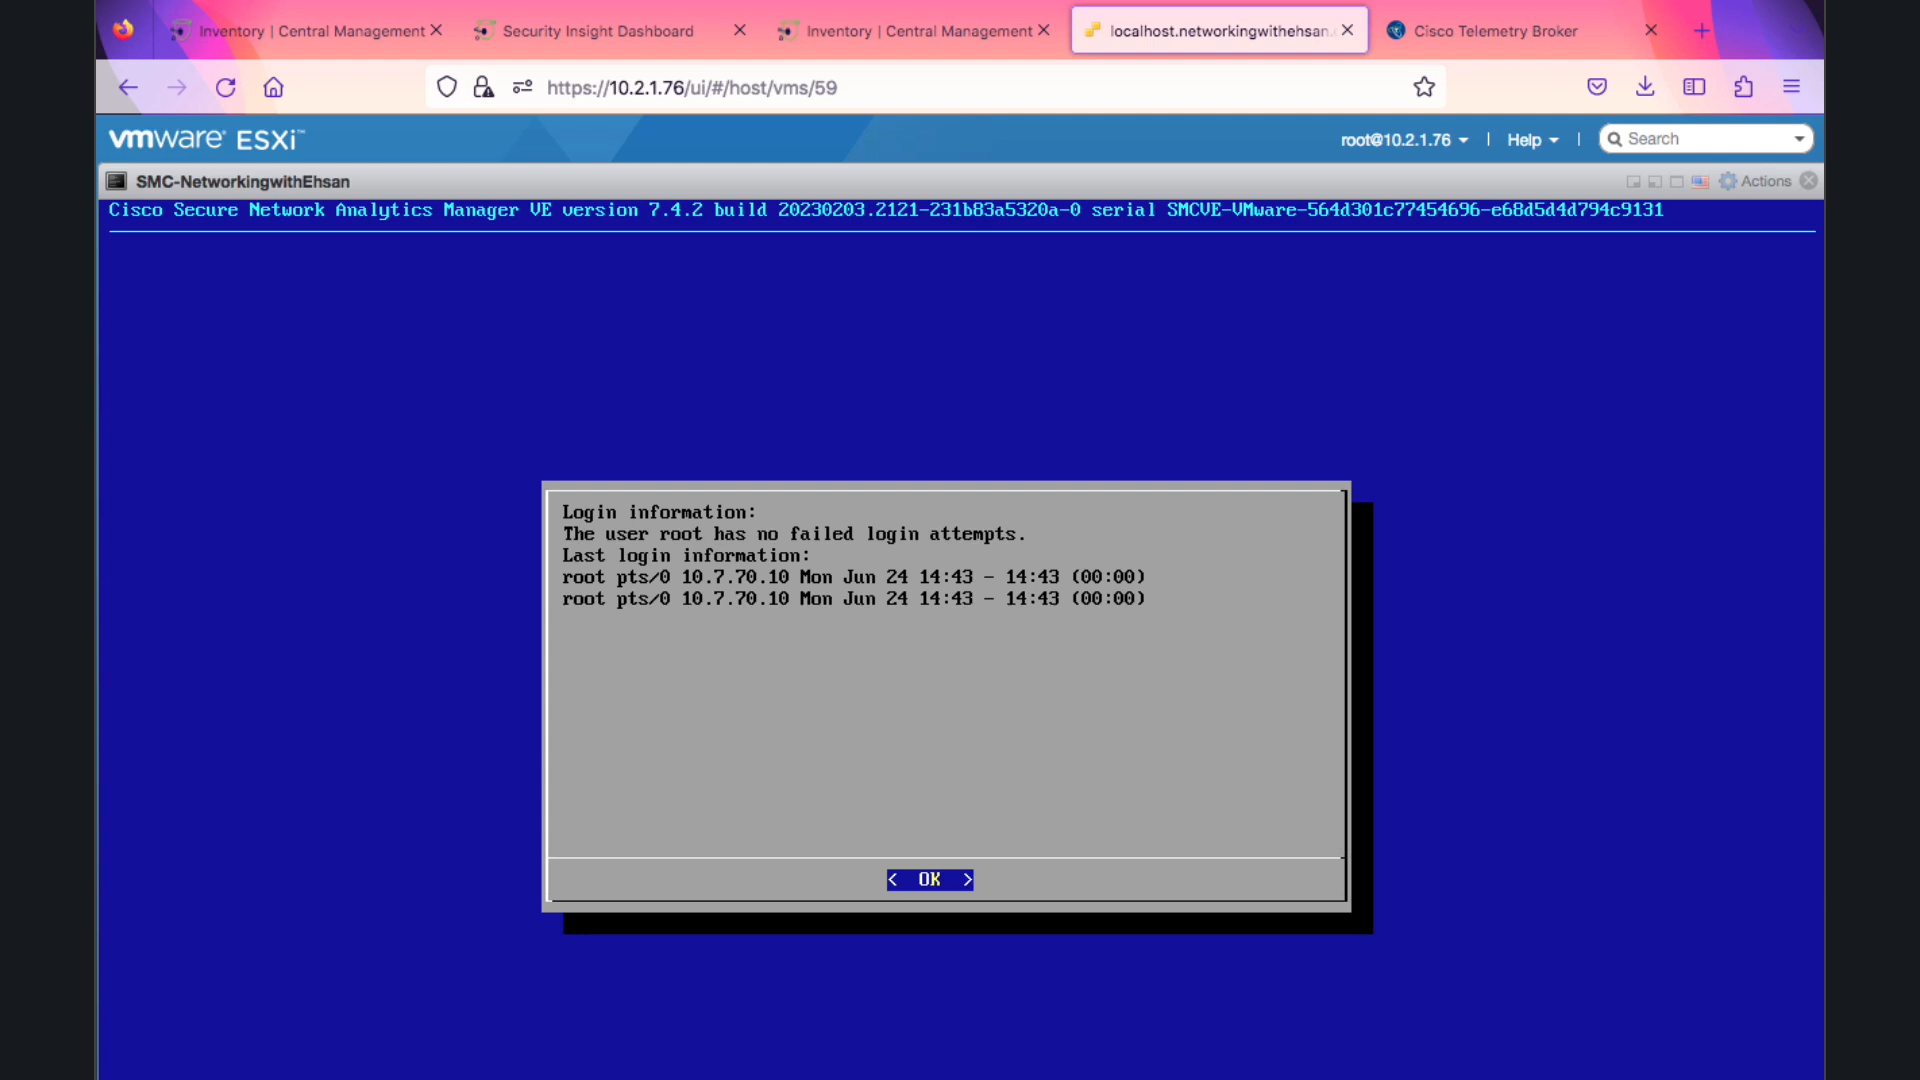 Inventory | Central Management
Security Insight Dashboard
Inventory | Central Management
localhost.networkingwithehsan.
Cisco Telemetry Broker
https://10.2.1.76/ui/#/host/vms/59
vmware ESXi™
root@10.2.1.76
Help
Search
SMC-NetworkingwithEhsan
Actions
Cisco Secure Network Analytics Manager VE version 7.4.2 build 20230203.2121-231b83a5320a-0 serial SMCVE-VMware-564d301c77454696-e68d5d4d794c9131
Login information:
The user root has no failed login attempts.
Last login information:
root pts/0 10.7.70.10 Mon Jun 24 14:43 - 14:43 (00:00)
root pts/0 10.7.70.10 Mon Jun 24 14:43 - 14:43 (00:00)
< OK >